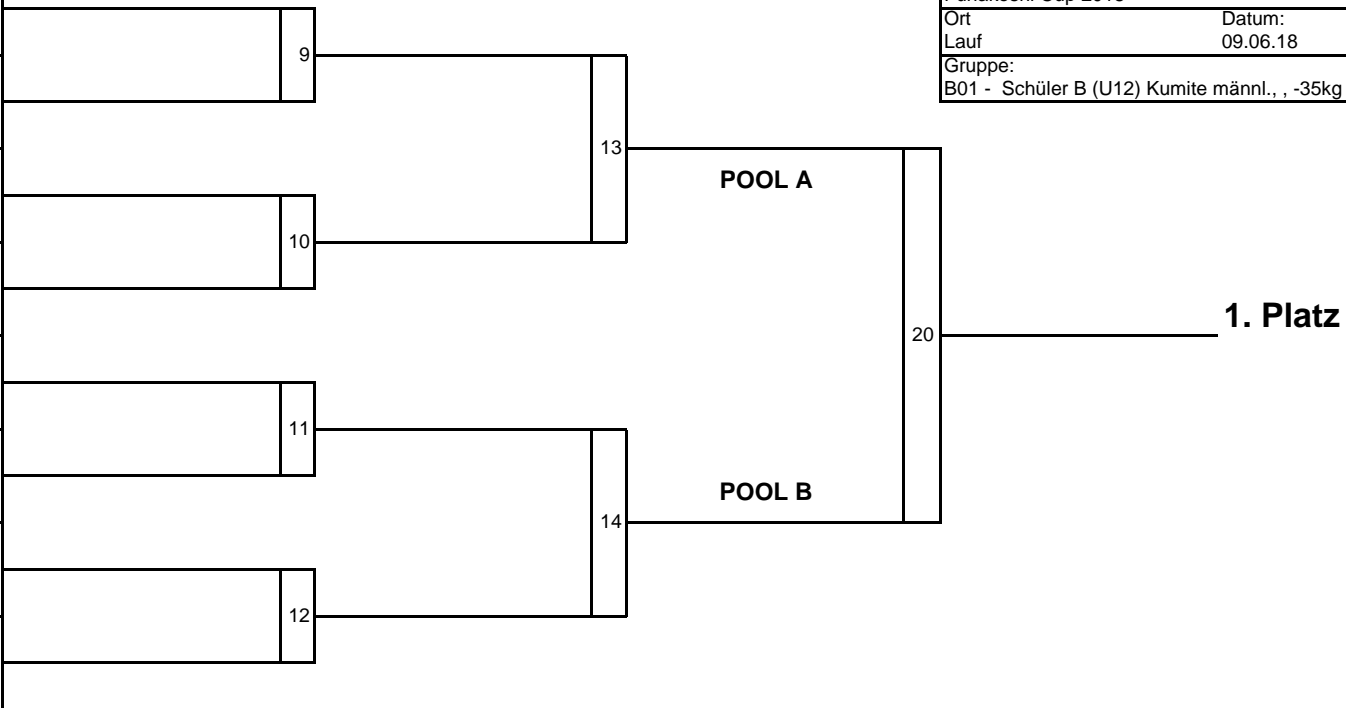 Ort Datum:
Lauf 09.06.18
Gruppe:
B01 - Schüler B (U12) Kumite männl., , -35kg
9
13
POOL A
10
1. Platz
20
11
POOL B
14
12